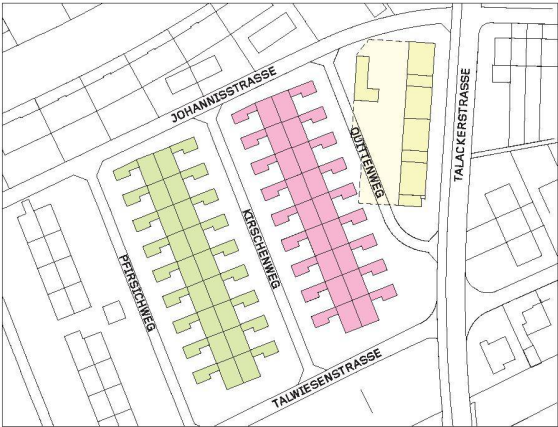 JOHANNISSTRASSE
QUITTENWEG
TALACKERSTRASSE
KIRSCHENWEG
PFIRSICHWEG
TALWIESENSTRASSE